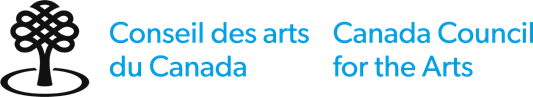 Conseil des arts
du Canada
Canada Council
for the Arts